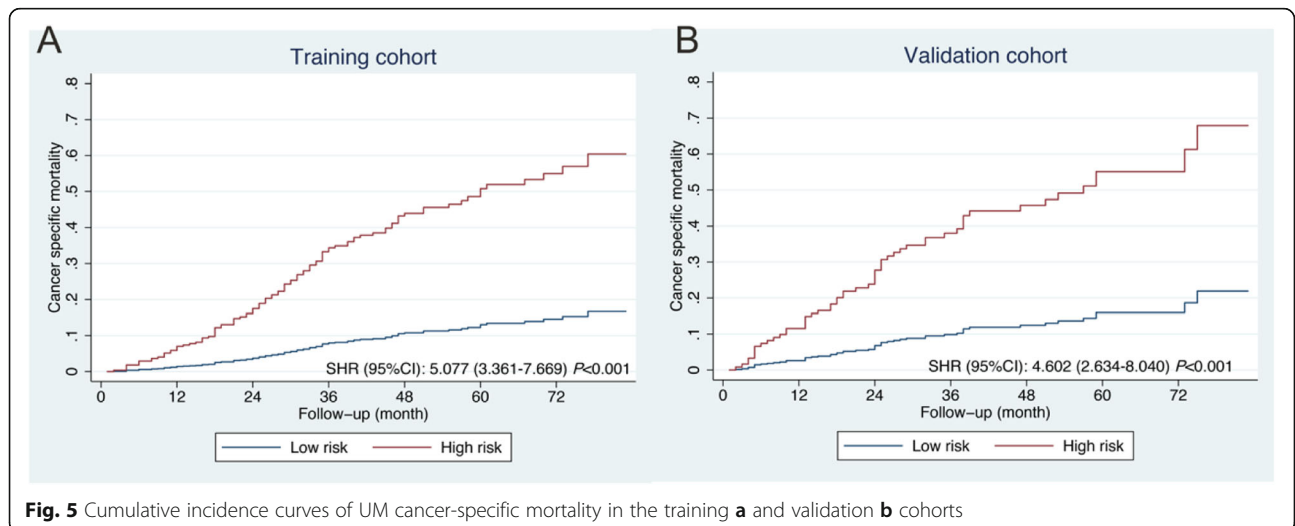 A
Training cohort
Cancer specific mortality
.8
.7
.6
.5
.4
.3
.2
.1
0
SHR (95%CI): 5.077 (3.361-7.669) P<0.001
0 12 24 36 48 60 72
Follow-up (month)
Low risk High risk
B
Validation cohort
Cancer specific mortality
.8
.7
.6
.5
.4
.3
.2
.1
0
SHR (95%CI): 4.602 (2.634-8.040) P<0.001
0 12 24 36 48 60 72
Follow-up (month)
Low risk High risk
Fig. 5 Cumulative incidence curves of UM cancer-specific mortality in the training a and validation b cohorts